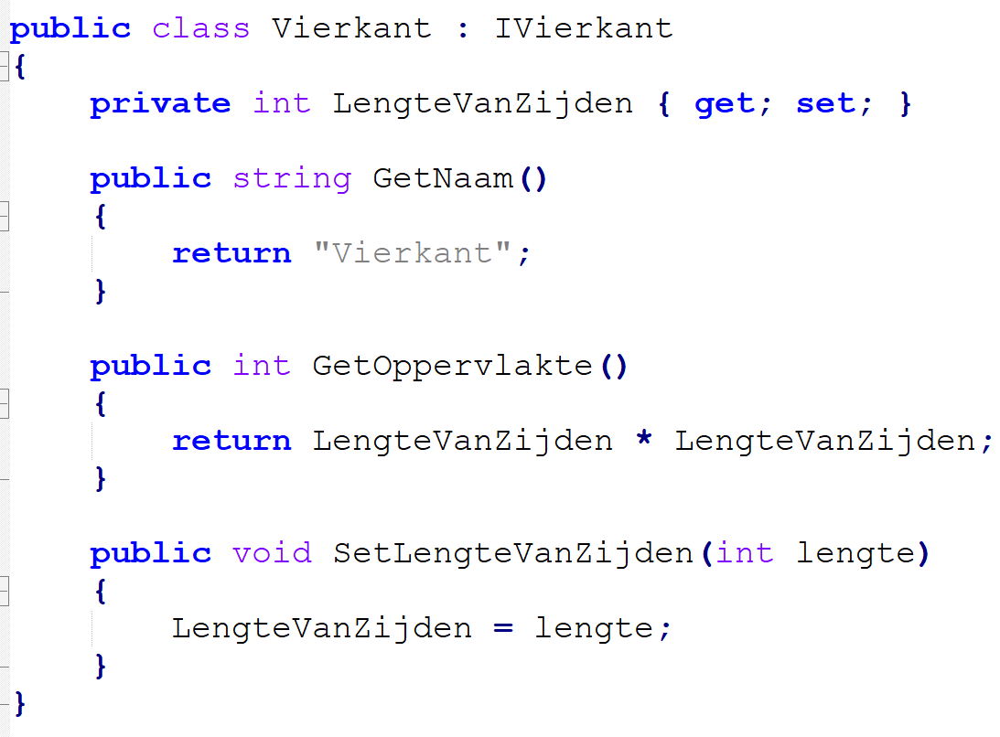 public class Vierkant : IVierkant
{
    private int LengteVanZijden { get; set; }
    public string GetNaam()
    {
        return "Vierkant";
    }
    public int GetOppervlakte()
    {
        return LengteVanZijden * LengteVanZijden;
    }
    public void SetLengteVanZijden(int lengte)
    {
        LengteVanZijden = lengte;
    }
}